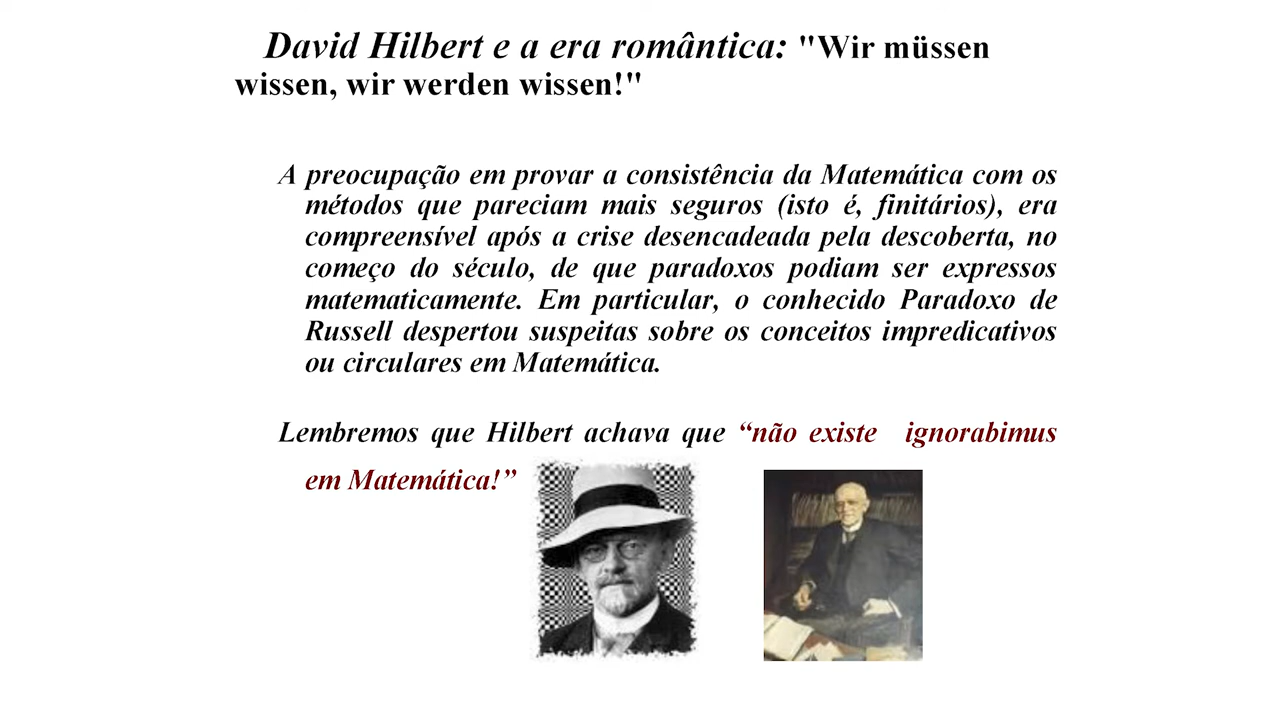 David Hilbert e a era romântica: "Wir müssen
wissen, wir werden wissen!"
A preocupação em provar a consistência da Matemática com os
métodos que pareciam mais seguros (isto é, finitários), era
compreensível após a crise desencadeada pela descoberta, no
começo do século, de que paradoxos podiam ser expressos
matematicamente. Em particular, o conhecido Paradoxo de
Russell despertou suspeitas sobre os conceitos impredicativos
ou circulares em Matemática.
Lembremos que Hilbert achava que “não existe ignorabimus
em Matemática!”